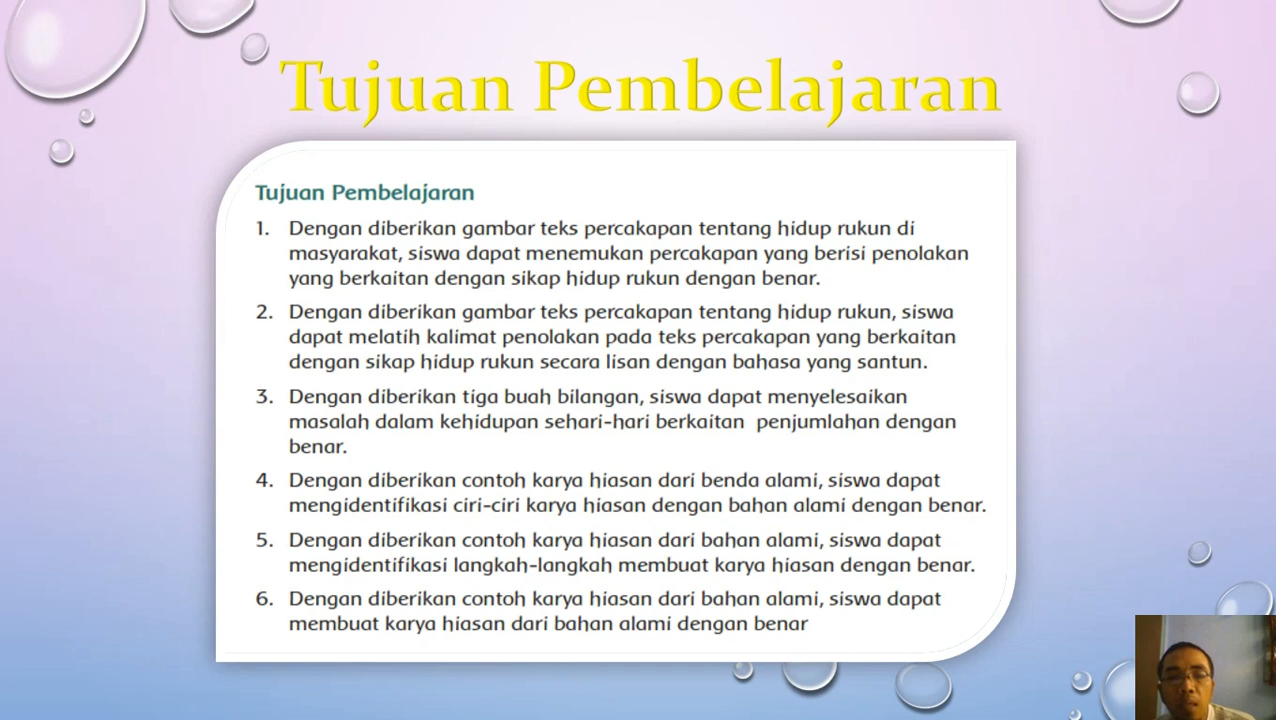 Tujuan Pembelajaran
Tujuan Pembelajaran
1. Dengan diberikan gambar teks percakapan tentang hidup rukun di
masyarakat, siswa dapat menemukan percakapan yang berisi penolakan
yang berkaitan dengan sikap hidup rukun dengan benar.
2. Dengan diberikan gambar teks percakapan tentang hidup rukun, siswa
dapat melatih kalimat penolakan pada teks percakapan yang berkaitan
dengan sikap hidup rukun secara lisan dengan bahasa yang santun.
3. Dengan diberikan tiga buah bilangan, siswa dapat menyelesaikan
masalah dalam kehidupan sehari-hari berkaitan penjumlahan dengan
benar.
4. Dengan diberikan contoh karya hiasan dari benda alami, siswa dapat
mengidentifikasi ciri-ciri karya hiasan dengan bahan alami dengan benar.
5. Dengan diberikan contoh karya hiasan dari bahan alami, siswa dapat
mengidentifikasi langkah-langkah membuat karya hiasan dengan benar.
6. Dengan diberikan contoh karya hiasan dari bahan alami, siswa dapat
membuat karya hiasan dari bahan alami dengan benar